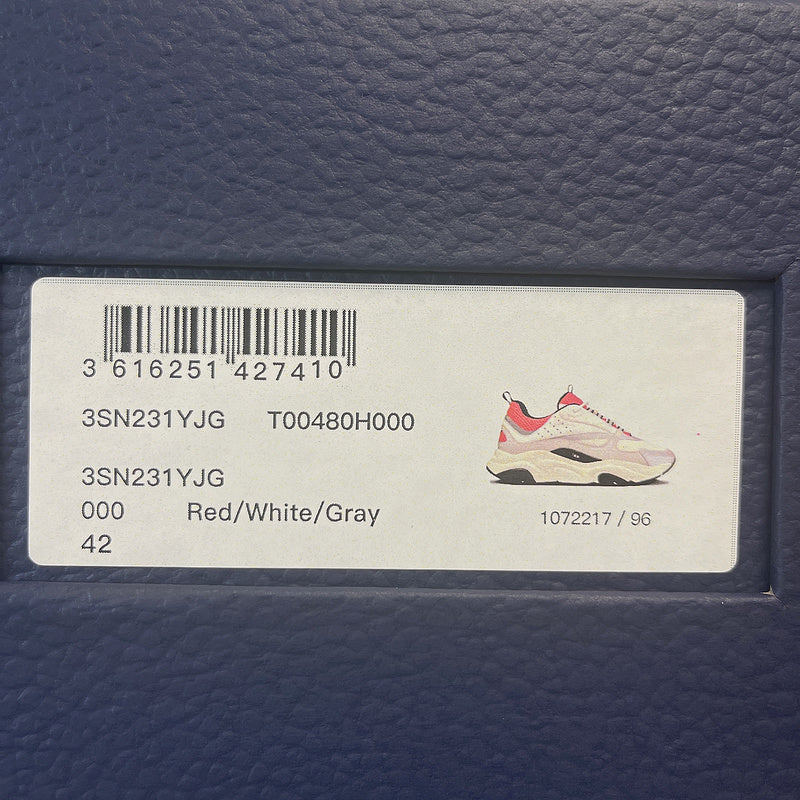 3 616251 427410
3SN231YJG T00480H000
3SN231YJG
000 Red/White/Gray
42
1072217 / 96